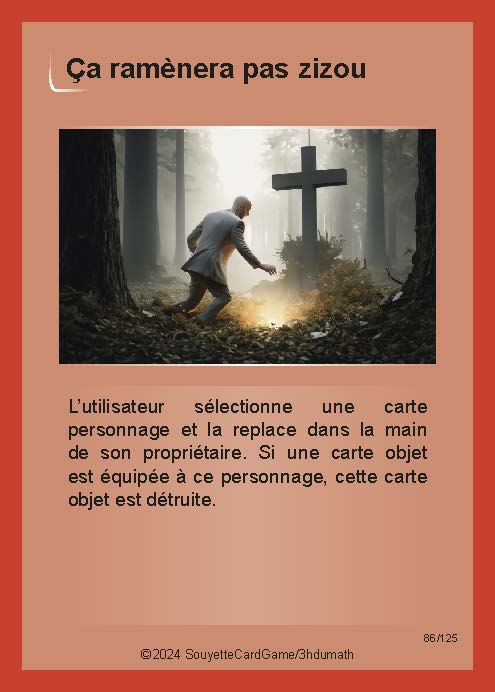 Ça ramènera pas zizou
L’utilisateur sélectionne une carte
personnage et la replace dans la main
de son propriétaire. Si une carte objet
est équipée à ce personnage, cette carte
objet est détruite.
86/125
©2024 SouyetteCardGame/3hdumath